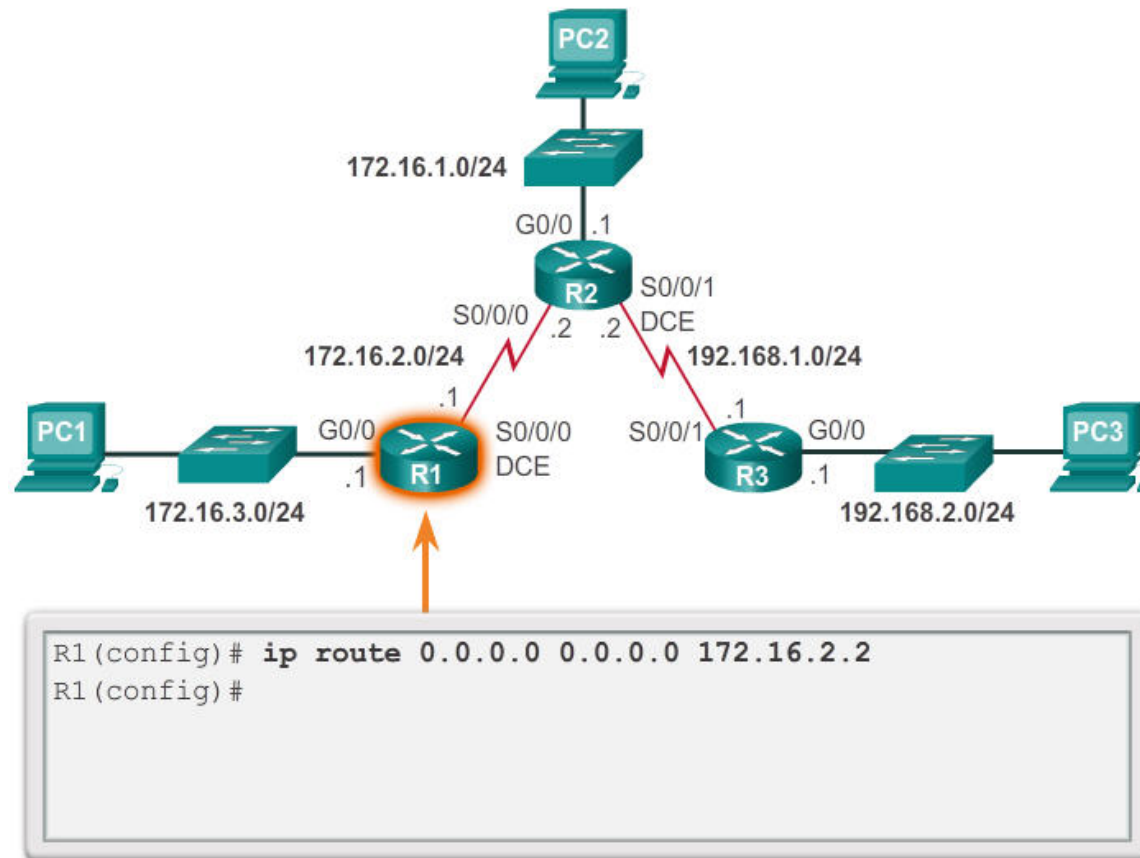 PC2
172.16.1.0/24
G0/0 .1
R2
S0/0/1
DCE
S0/0/0
.2 .2
172.16.2.0/24
192.168.1.0/24
.1
.1
PC1
G0/0
.1
R1
S0/0/0
DCE
S0/0/1
R3
G0/0
.1
PC3
172.16.3.0/24
192.168.2.0/24
R1(config)# ip route 0.0.0.0 0.0.0.0 172.16.2.2
R1(config)#